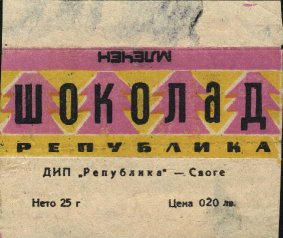 МЛЕЧЕН
ШОКОЛАД
РЕПУБЛИКА
ДИП „Република“ — Своге
Нето 25 г Цена 020 лв.